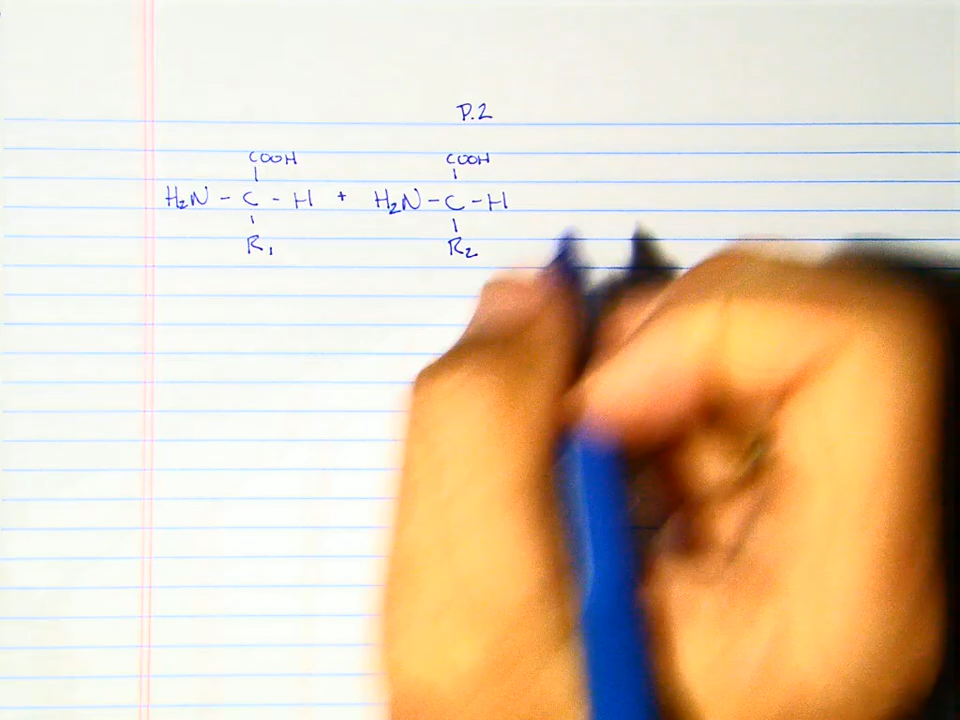 P.2
COOH COOH
H₂N - C - H + H₂N - C - H
R₁ R₂